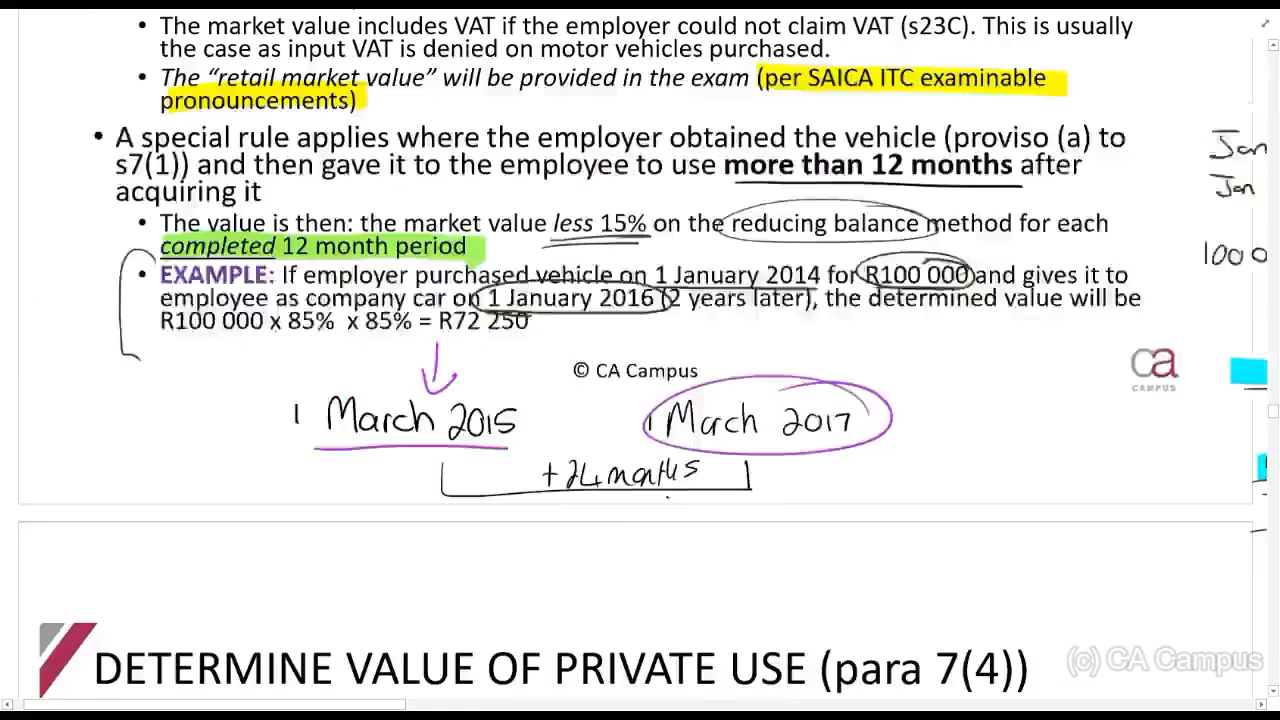 • The market value includes VAT if the employer could not claim VAT (s23C). This is usually
the case as input VAT is denied on motor vehicles purchased.
• The “retail market value” will be provided in the exam (per SAICA ITC examinable
pronouncements)
• A special rule applies where the employer obtained the vehicle (proviso (a) to
s7(1)) and then gave it to the employee to use more than 12 months after
acquiring it
• The value is then: the market value less 15% on the reducing balance method for each
completed 12 month period
• EXAMPLE: If employer purchased vehicle on 1 January 2014 for R100 000 and gives it to
employee as company car on 1 January 2016 (2 years later), the determined value will be
R100 000 x 85% x 85% = R72 250
Jan
Jan
1000
© CA Campus
ca
CAMPUS
1 March 2015
1 March 2017
+24 months
DETERMINE VALUE OF PRIVATE USE (para 7(4))
(c) CA Campus